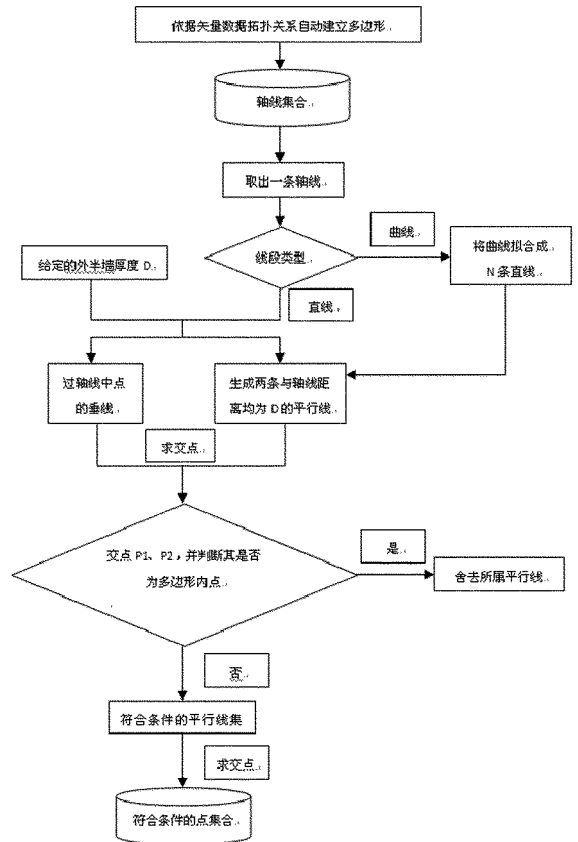 依据矢量数据拓扑关系自动建立多边形
轴线集合
取出一条轴线
线段类型
曲线
将曲线拟合成
N 条直线
给定的外半墙厚度 D
直线
过轴线中点
的垂线
生成两条与轴线距
离均为 D 的平行线
求交点
交点 P1、P2，并判断其是否
为多边形内点
是
舍去所属平行线
否
符合条件的平行线集
求交点
符合条件的点集合